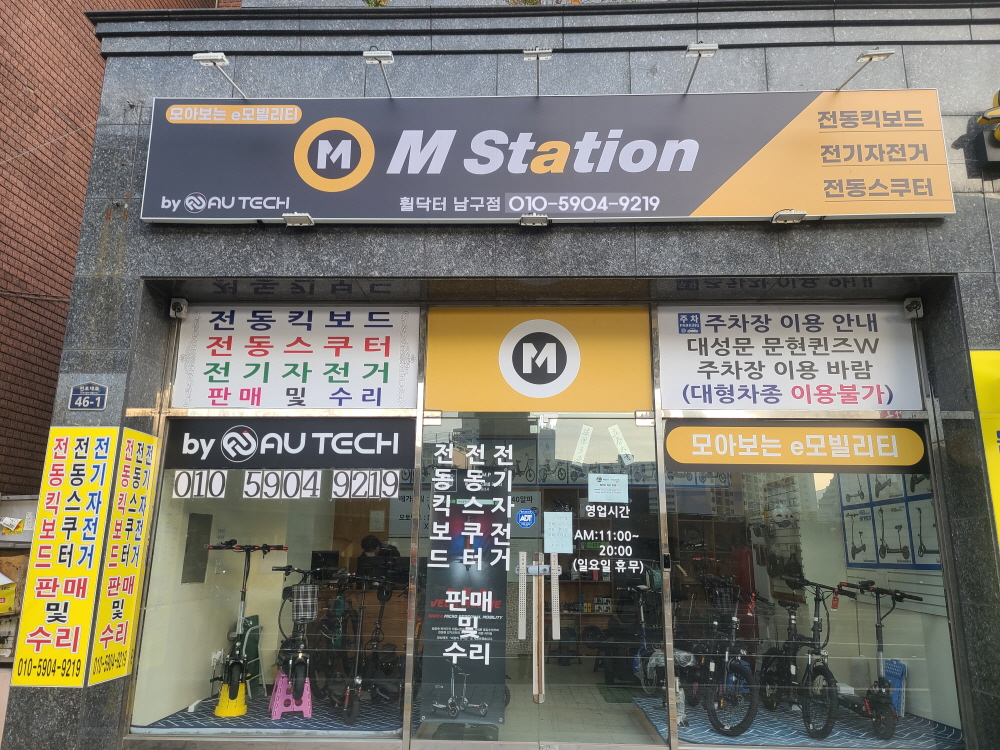 모아보는 e모빌리티
M
M Station
by AU TECH
휠닥터 남구점 010-5904-9219
전동킥보드
전기자전거
전동스쿠터
전동킥보드
전동스쿠터
전기자전거
판매 및 수리
M
주차
PARKING
주차장 이용 안내
대성문 문현퀸즈W
주차장 이용 바람
(대형차종 이용불가)
46-1
by AU TECH
010 5904 9219
모아보는 e모빌리티
전동킥보드
전동스쿠터
전기자전거
판매
및
수리
010-5904-9219
전동킥보드
전동스쿠터
전기자전거
판매
및
수리
010-5904-9219
전동킥보드
전동스쿠터
전기자전거
판매
및
수리
ADT
영업시간
AM:11:00~
20:00
(일요일 휴무)